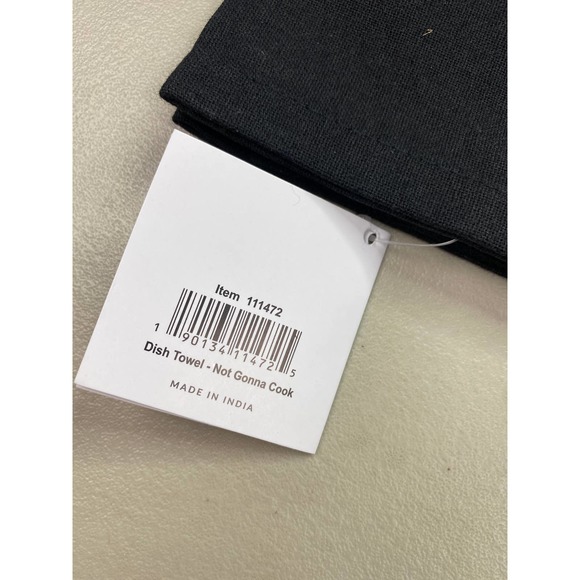 Item 111472
1 90134 11472 5
Dish Towel - Not Gonna Cook
MADE IN INDIA